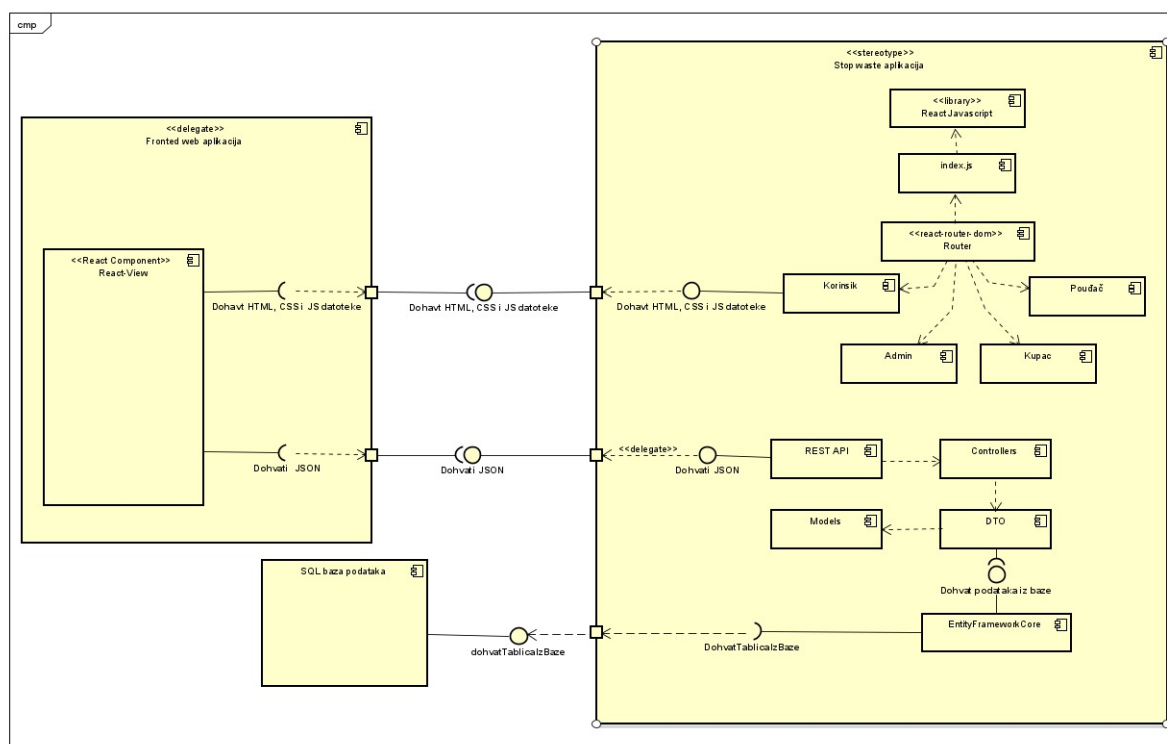 cmp
<<stereotype>>
Stop waste aplikacija
<<library>>
React Javascript
<<delegate>>
Fronted web aplikacija
index.js
<<react-router-dom>>
Router
<<React Component>>
React-View
Korinsik
Pouđač
Dohavt HTML, CSS i JS datoteke
Dohavt HTML, CSS i JS datoteke
Dohavt HTML, CSS i JS datoteke
Admin
Kupac
<<delegate>>
REST API
Controllers
Dohvati JSON
Dohvati JSON
Dohvati JSON
Models
DTO
SQL baza podataka
Dohvat podataka iz baze
EntityFrameworkCore
dohvatTablicaIzBaze
DohvatTablicaIzBaze